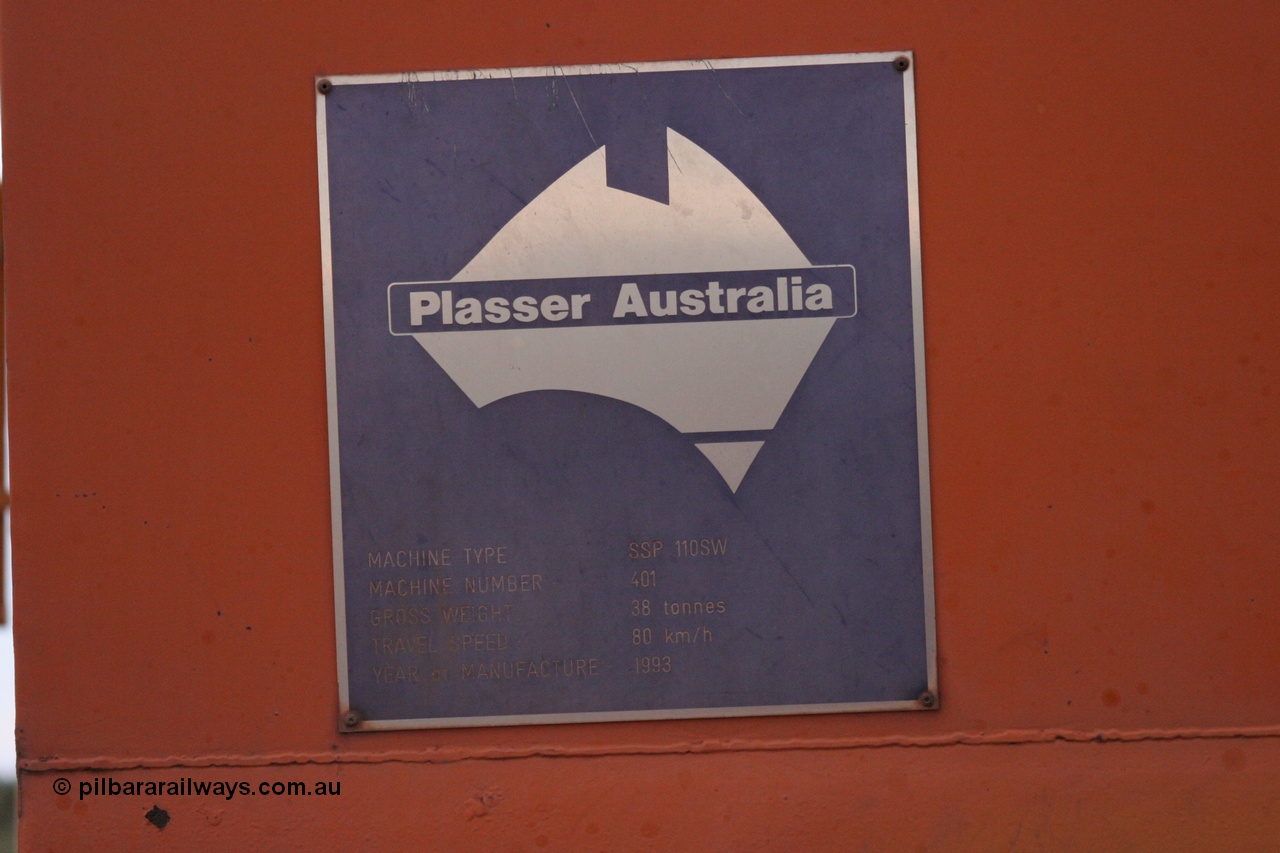 Plasser Australia
MACHINE TYPE SSP 110SW
MACHINE NUMBER 401
GROSS WEIGHT 38 tonnes
TRAVEL SPEED 80 km/h
YEAR of MANUFACTURE 1993
© pilbararailways.com.au